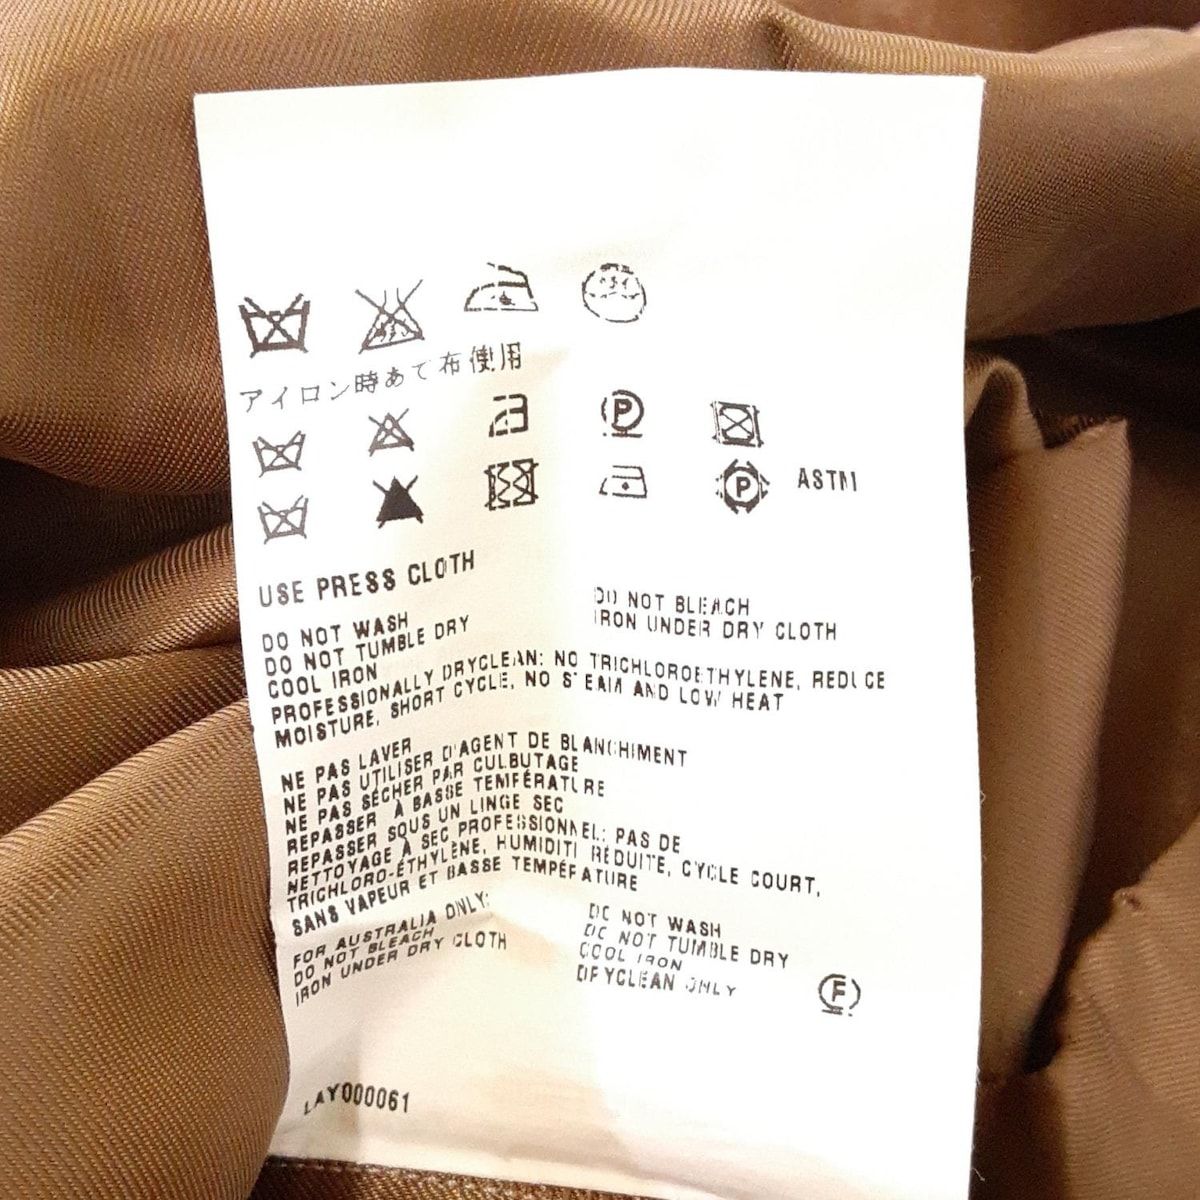 アイロン時あて布使用
P
P ASTM
USE PRESS CLOTH
DO NOT WASH DO NOT BLEACH
DO NOT TUMBLE DRY IRON UNDER DRY CLOTH
COOL IRON
PROFESSIONALLY DRYCLEAN: NO TRICHLOROETHYLENE, REDUCE
MOISTURE, SHORT CYCLE, NO STEAM AND LOW HEAT
NE PAS LAVER
NE PAS UTILISER D'AGENT DE BLANCHIMENT
NE PAS SÉCHER PAR CULBUTAGE
REPASSER À BASSE TEMPÉRATURE
REPASSER SOUS UN LINGE SEC
NETTOYAGE À SEC PROFESSIONNEL: PAS DE
TRICHLORO-ÉTHYLÈNE, HUMIDITÉ RÉDUITE, CYCLE COURT,
SANS VAPEUR ET BASSE TEMPÉRATURE
FOR AUSTRALIA ONLY: DO NOT WASH
DO NOT BLEACH DO NOT TUMBLE DRY
IRON UNDER DRY CLOTH COOL IRON
DRYCLEAN ONLY F
LAY000061